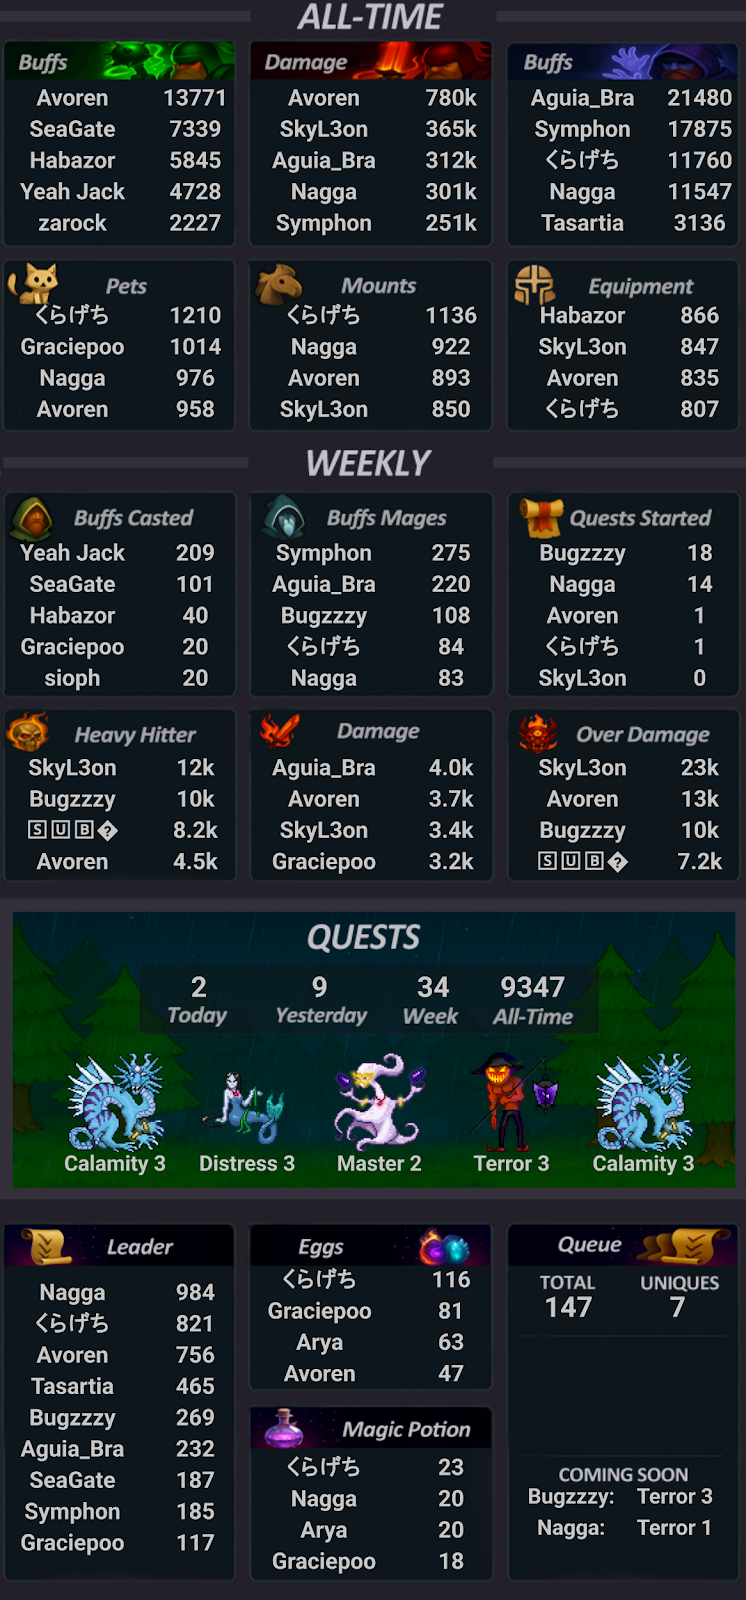 ALL-TIME
Buffs
Avoren 13771
SeaGate 7339
Habazor 5845
Yeah Jack 4728
zarock 2227
Damage
Avoren 780k
SkyL3on 365k
Aguia_Bra 312k
Nagga 301k
Symphon 251k
Buffs
Aguia_Bra 21480
Symphon 17875
くらげち 11760
Nagga 11547
Tasartia 3136
Pets
くらげち 1210
Graciepoo 1014
Nagga 976
Avoren 958
Mounts
くらげち 1136
Nagga 922
Avoren 893
SkyL3on 850
Equipment
Habazor 866
SkyL3on 847
Avoren 835
くらげち 807
WEEKLY
Buffs Casted
Yeah Jack 209
SeaGate 101
Habazor 40
Graciepoo 20
sioph 20
Buffs Mages
Symphon 275
Aguia_Bra 220
Bugzzzy 108
くらげち 84
Nagga 83
Quests Started
Bugzzzy 18
Nagga 14
Avoren 1
くらげち 1
SkyL3on 0
Heavy Hitter
SkyL3on 12k
Bugzzzy 10k
🅂🅄🄱� 8.2k
Avoren 4.5k
Damage
Aguia_Bra 4.0k
Avoren 3.7k
SkyL3on 3.4k
Graciepoo 3.2k
Over Damage
SkyL3on 23k
Avoren 13k
Bugzzzy 10k
🅂🅄🄱� 7.2k
QUESTS
2 9 34 9347
Today Yesterday Week All-Time
Calamity 3 Distress 3 Master 2 Terror 3 Calamity 3
Leader
Nagga 984
くらげち 821
Avoren 756
Tasartia 465
Bugzzzy 269
Aguia_Bra 232
SeaGate 187
Symphon 185
Graciepoo 117
Eggs
くらげち 116
Graciepoo 81
Arya 63
Avoren 47
Magic Potion
くらげち 23
Nagga 20
Arya 20
Graciepoo 18
Queue
TOTAL UNIQUES
147 7
COMING SOON
Bugzzzy: Terror 3
Nagga: Terror 1